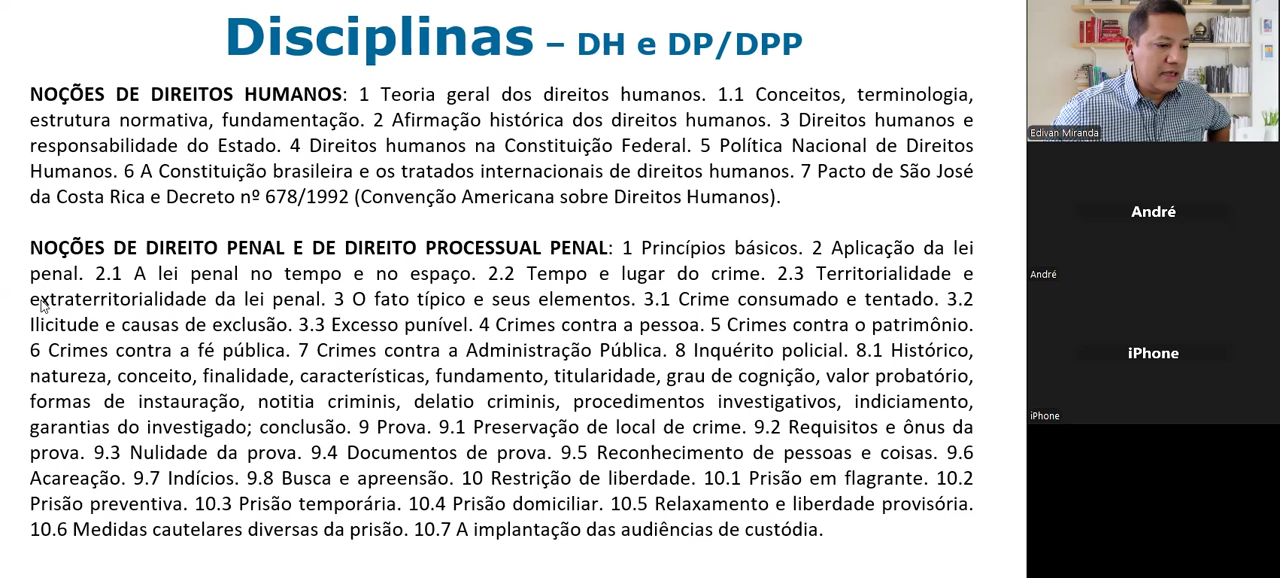 Disciplinas – DH e DP/DPP
NOÇÕES DE DIREITOS HUMANOS: 1 Teoria geral dos direitos humanos. 1.1 Conceitos, terminologia,
estrutura normativa, fundamentação. 2 Afirmação histórica dos direitos humanos. 3 Direitos humanos e
responsabilidade do Estado. 4 Direitos humanos na Constituição Federal. 5 Política Nacional de Direitos
Humanos. 6 A Constituição brasileira e os tratados internacionais de direitos humanos. 7 Pacto de São José
da Costa Rica e Decreto nº 678/1992 (Convenção Americana sobre Direitos Humanos).
NOÇÕES DE DIREITO PENAL E DE DIREITO PROCESSUAL PENAL: 1 Princípios básicos. 2 Aplicação da lei
penal. 2.1 A lei penal no tempo e no espaço. 2.2 Tempo e lugar do crime. 2.3 Territorialidade e
extraterritorialidade da lei penal. 3 O fato típico e seus elementos. 3.1 Crime consumado e tentado. 3.2
Ilicitude e causas de exclusão. 3.3 Excesso punível. 4 Crimes contra a pessoa. 5 Crimes contra o patrimônio.
6 Crimes contra a fé pública. 7 Crimes contra a Administração Pública. 8 Inquérito policial. 8.1 Histórico,
natureza, conceito, finalidade, características, fundamento, titularidade, grau de cognição, valor probatório,
formas de instauração, notitia criminis, delatio criminis, procedimentos investigativos, indiciamento,
garantias do investigado; conclusão. 9 Prova. 9.1 Preservação de local de crime. 9.2 Requisitos e ônus da
prova. 9.3 Nulidade da prova. 9.4 Documentos de prova. 9.5 Reconhecimento de pessoas e coisas. 9.6
Acareação. 9.7 Indícios. 9.8 Busca e apreensão. 10 Restrição de liberdade. 10.1 Prisão em flagrante. 10.2
Prisão preventiva. 10.3 Prisão temporária. 10.4 Prisão domiciliar. 10.5 Relaxamento e liberdade provisória.
10.6 Medidas cautelares diversas da prisão. 10.7 A implantação das audiências de custódia.
Edivan Miranda
André
André
iPhone
iPhone